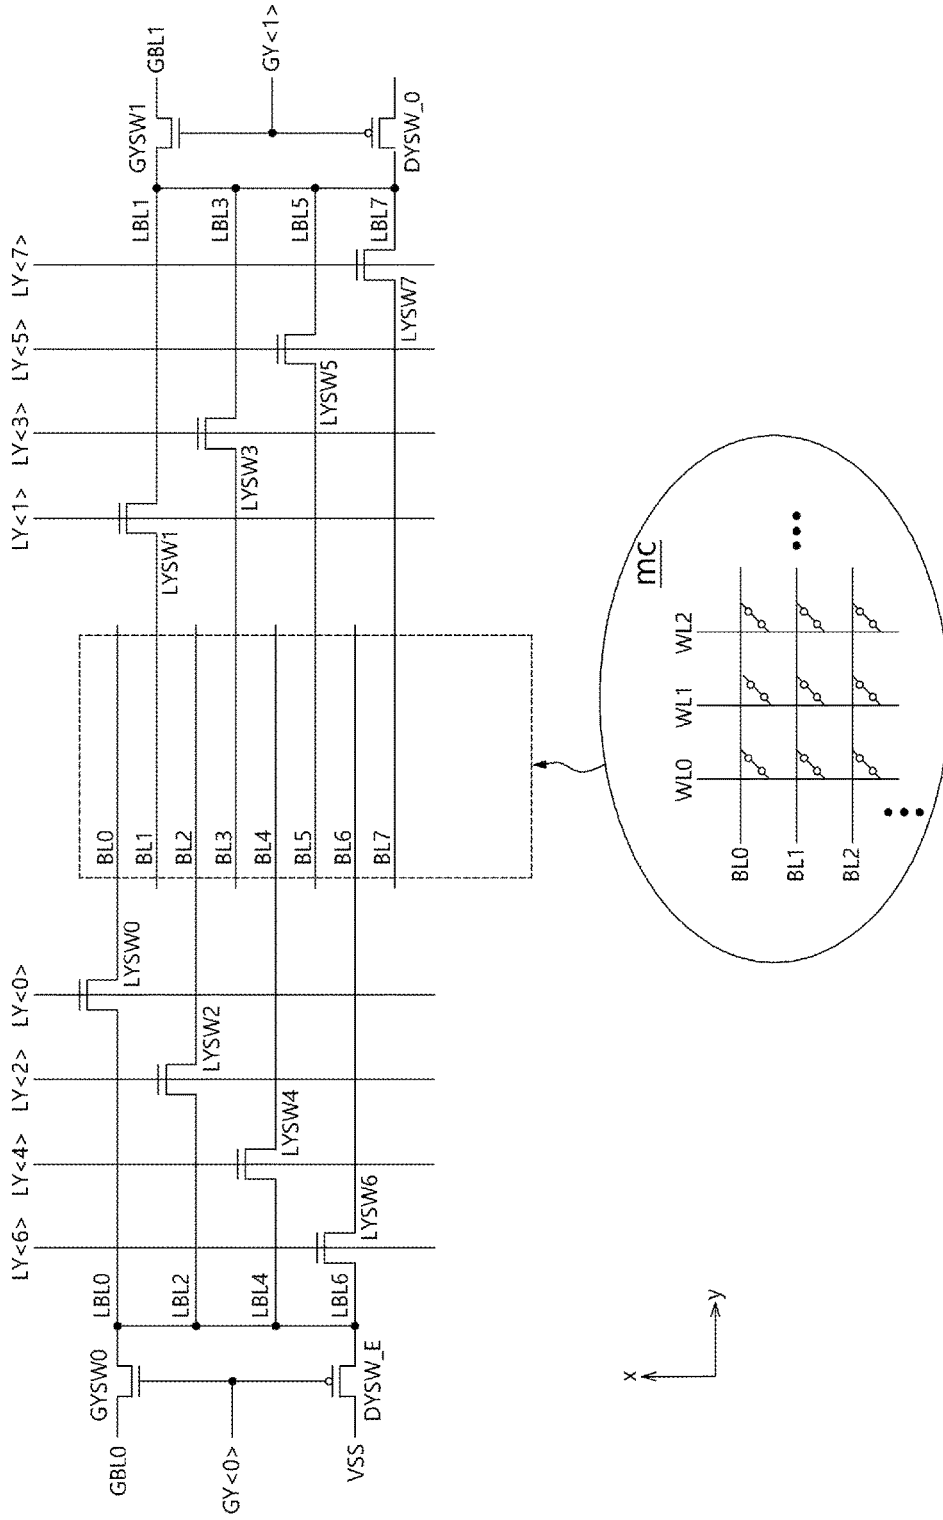 LY<6> LY<4> LY<2> LY<0> LY<1> LY<3> LY<5> LY<7>
GBL0 GYSW0 LBL0 LYSW0 BL0
BL1 LYSW1 LBL1 GYSW1 GBL1
LBL2 LYSW2 BL2
GY<0>
BL3 LYSW3 LBL3
GY<1>
LBL4 LYSW4 BL4
BL5 LYSW5 LBL5
VSS DYSW_E LBL6 LYSW6 BL6
BL7 LYSW7 LBL7 DYSW_0
mc
WL0 WL1 WL2
BL0
BL1
BL2
x
y